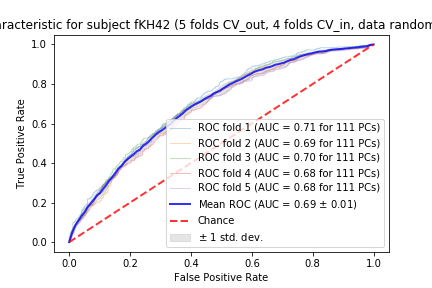 aracteristic for subject fKH42 (5 folds CV_out, 4 folds CV_in, data random
1.0
0.8
0.6
0.4
0.2
0.0
True Positive Rate
ROC fold 1 (AUC = 0.71 for 111 PCs)
ROC fold 2 (AUC = 0.69 for 111 PCs)
ROC fold 3 (AUC = 0.70 for 111 PCs)
ROC fold 4 (AUC = 0.68 for 111 PCs)
ROC fold 5 (AUC = 0.68 for 111 PCs)
Mean ROC (AUC = 0.69 ± 0.01)
Chance
± 1 std. dev.
0.0 0.2 0.4 0.6 0.8 1.0
False Positive Rate